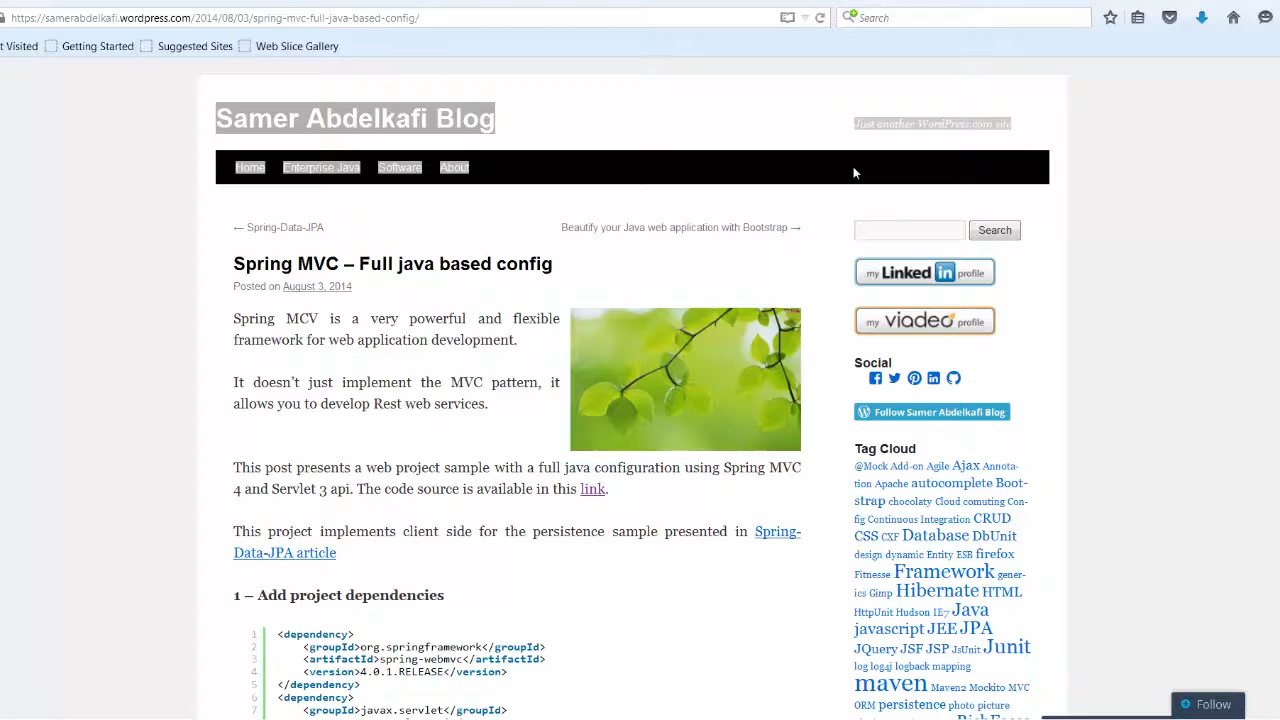 https://samerabdelkafi.wordpress.com/2014/08/03/spring-mvc-full-java-based-config/
Search
t Visited Getting Started Suggested Sites Web Slice Gallery
Samer Abdelkafi Blog
Just another WordPress.com site
Home Enterprise Java Software About
← Spring-Data-JPA
Beautify your Java web application with Bootstrap →
Spring MVC – Full java based config
Posted on August 3, 2014
Spring MCV is a very powerful and flexible
framework for web application development.
It doesn’t just implement the MVC pattern, it
allows you to develop Rest web services.
This post presents a web project sample with a full java configuration using Spring MVC
4 and Servlet 3 api. The code source is available in this link.
This project implements client side for the persistence sample presented in Spring-
Data-JPA article
1 – Add project dependencies
1 <dependency>
2 <groupId>org.springframework</groupId>
3 <artifactId>spring-webmvc</artifactId>
4 <version>4.0.1.RELEASE</version>
5 </dependency>
6 <dependency>
7 <groupId>javax.servlet</groupId>
Search
my Linked in profile
my viadeo profile
Social
Follow Samer Abdelkafi Blog
Tag Cloud
@Mock Add-on Agile Ajax Annota-
tion Apache autocomplete Boot-
strap chocolaty Cloud comuting Con-
fig Continuous Integration CRUD
CSS CXF Database DbUnit
design dynamic Entity ESB firefox
Fitnesse Framework gener-
ics Gimp Hibernate HTML
HttpUnit Hudson IE7 Java
javascript JEE JPA
JQuery JSF JSP JsUnit Junit
log log4j logback mapping
maven Maven2 Mockito MVC
ORM persistence photo picture
RichFaces
Follow